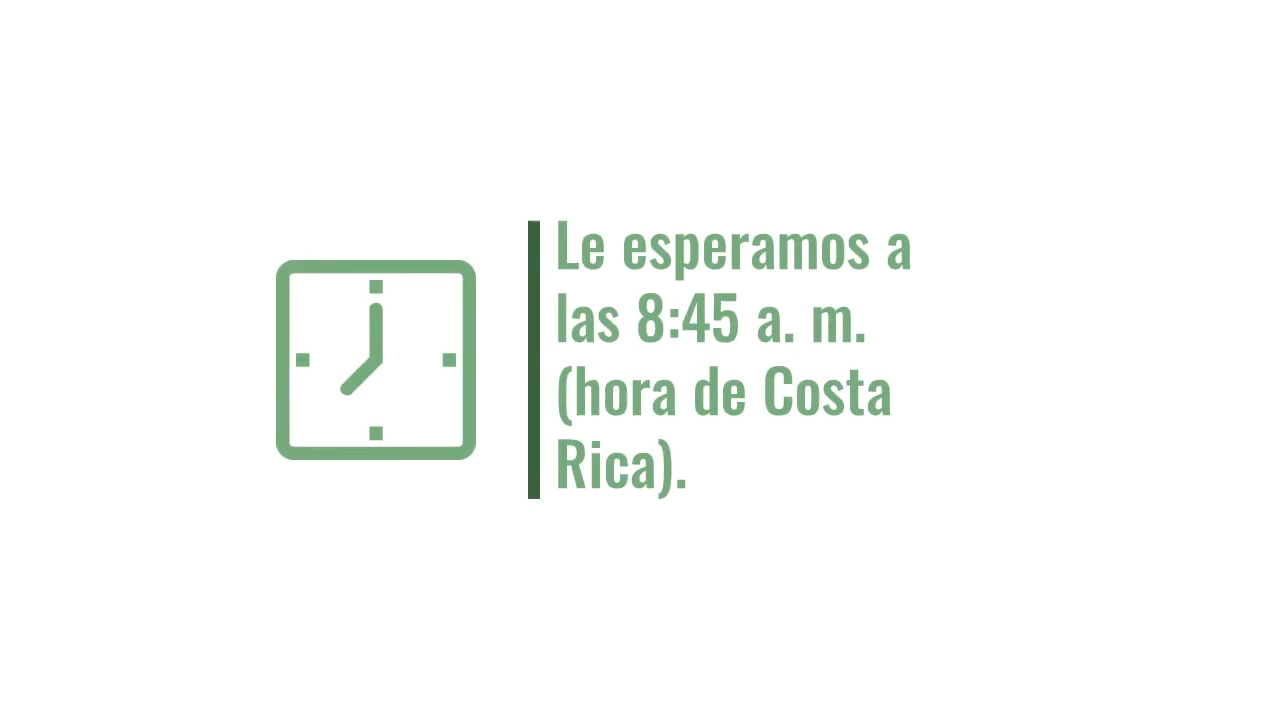 Le esperamos a
las 8:45 a. m.
(hora de Costa
Rica).